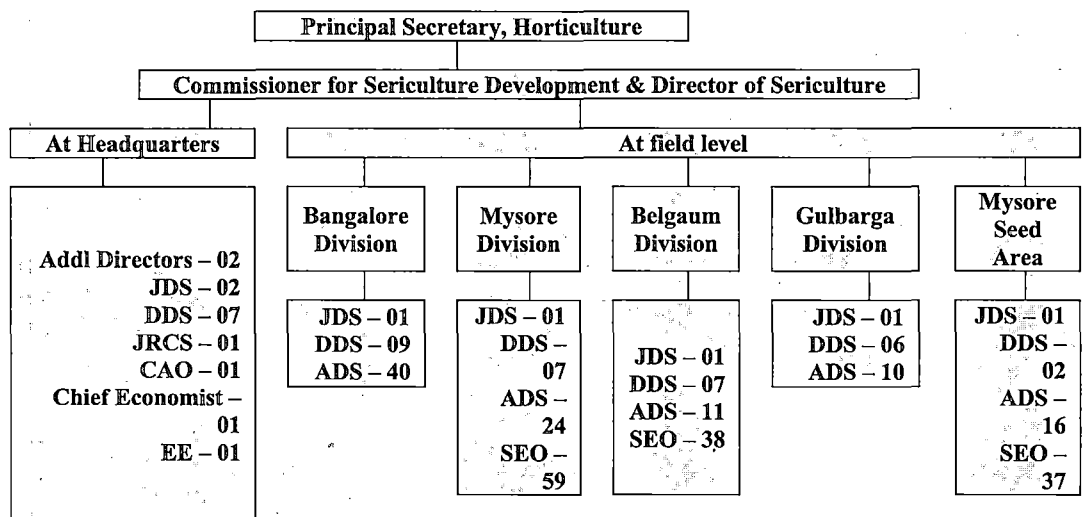 Principal Secretary, Horticulture
Commissioner for Sericulture Development & Director of Sericulture
At Headquarters
At field level
Addl Directors – 02
JDS – 02
DDS – 07
JRCS – 01
CAO – 01
Chief Economist –
01
EE – 01
Bangalore
Division
JDS – 01
DDS – 09
ADS – 40
Mysore
Division
JDS – 01
DDS –
07
ADS –
24
SEO –
59
Belgaum
Division
JDS – 01
DDS – 07
ADS – 11
SEO – 38
Gulbarga
Division
JDS – 01
DDS – 06
ADS – 10
Mysore
Seed
Area
JDS – 01
DDS –
02
ADS –
16
SEO –
37